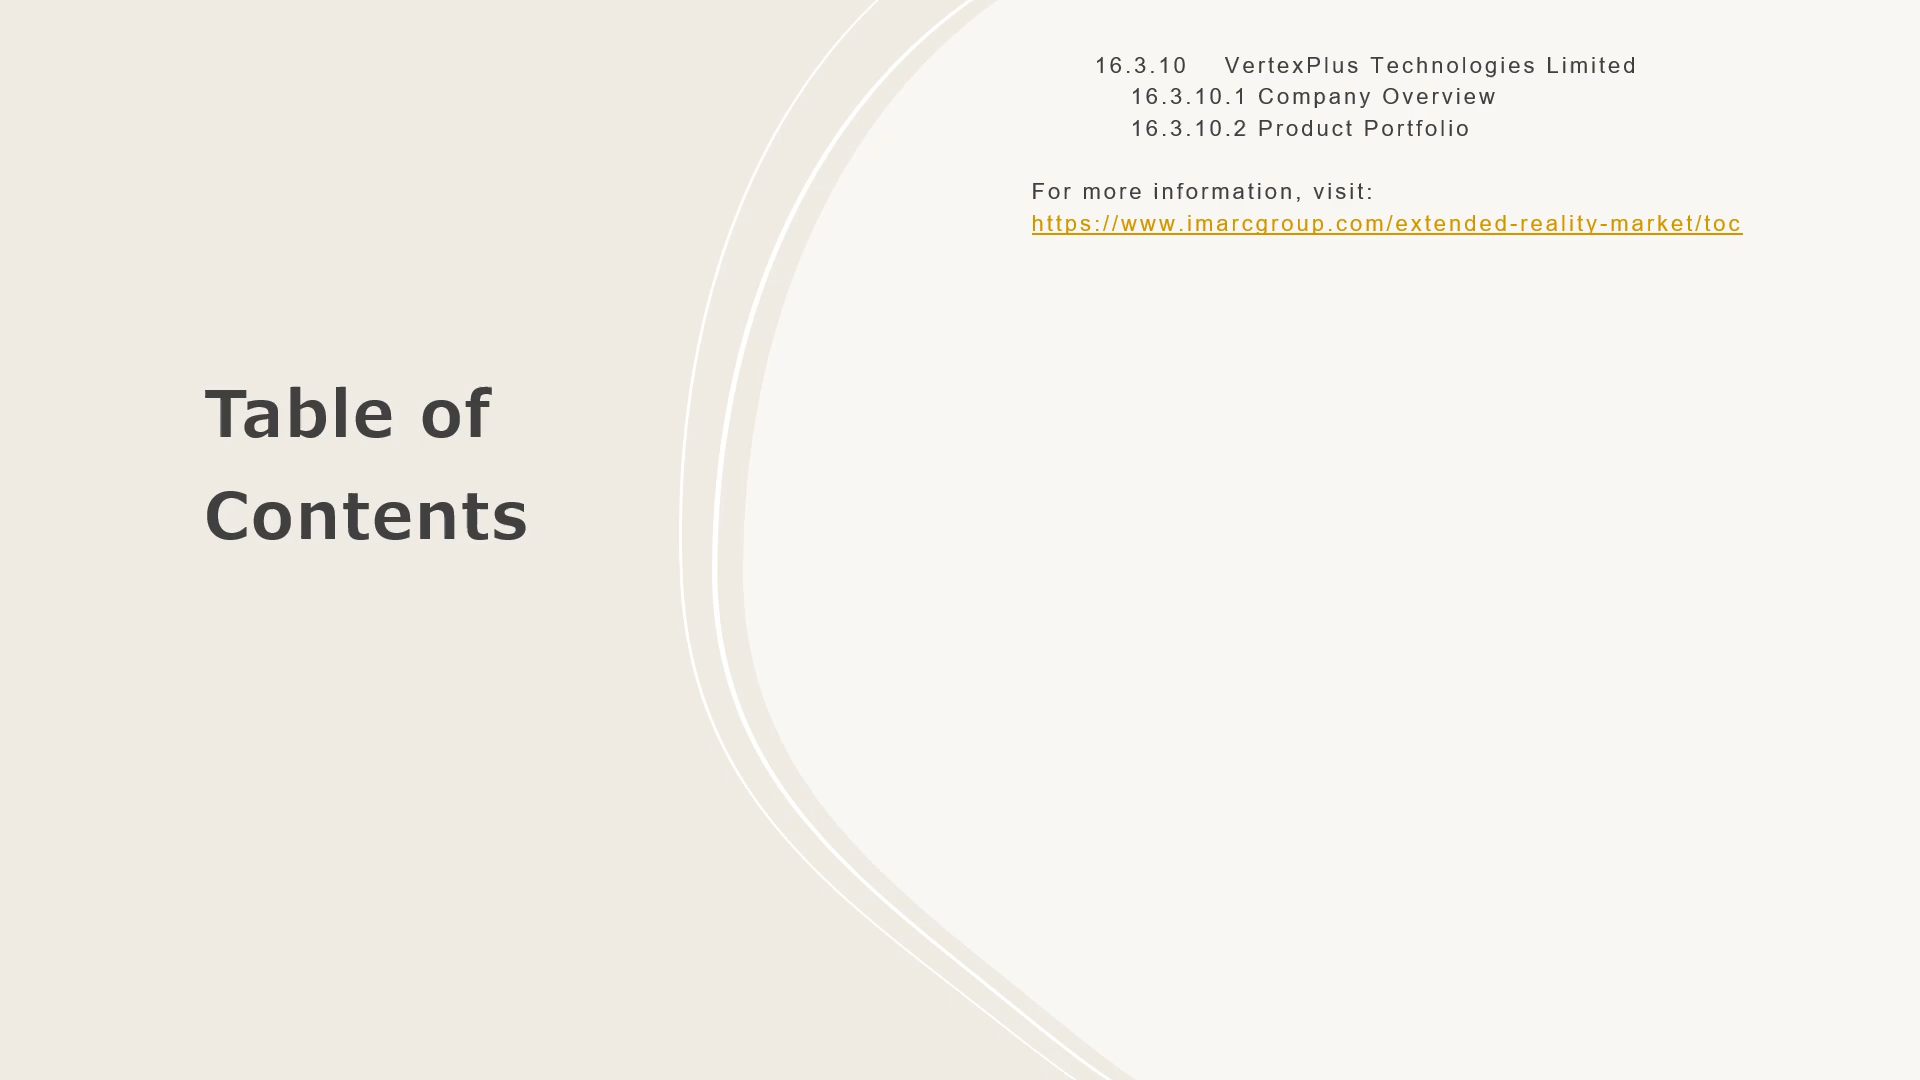 Table of
Contents
16.3.10 VertexPlus Technologies Limited
16.3.10.1 Company Overview
16.3.10.2 Product Portfolio
For more information, visit:
https://www.imarcgroup.com/extended-reality-market/toc